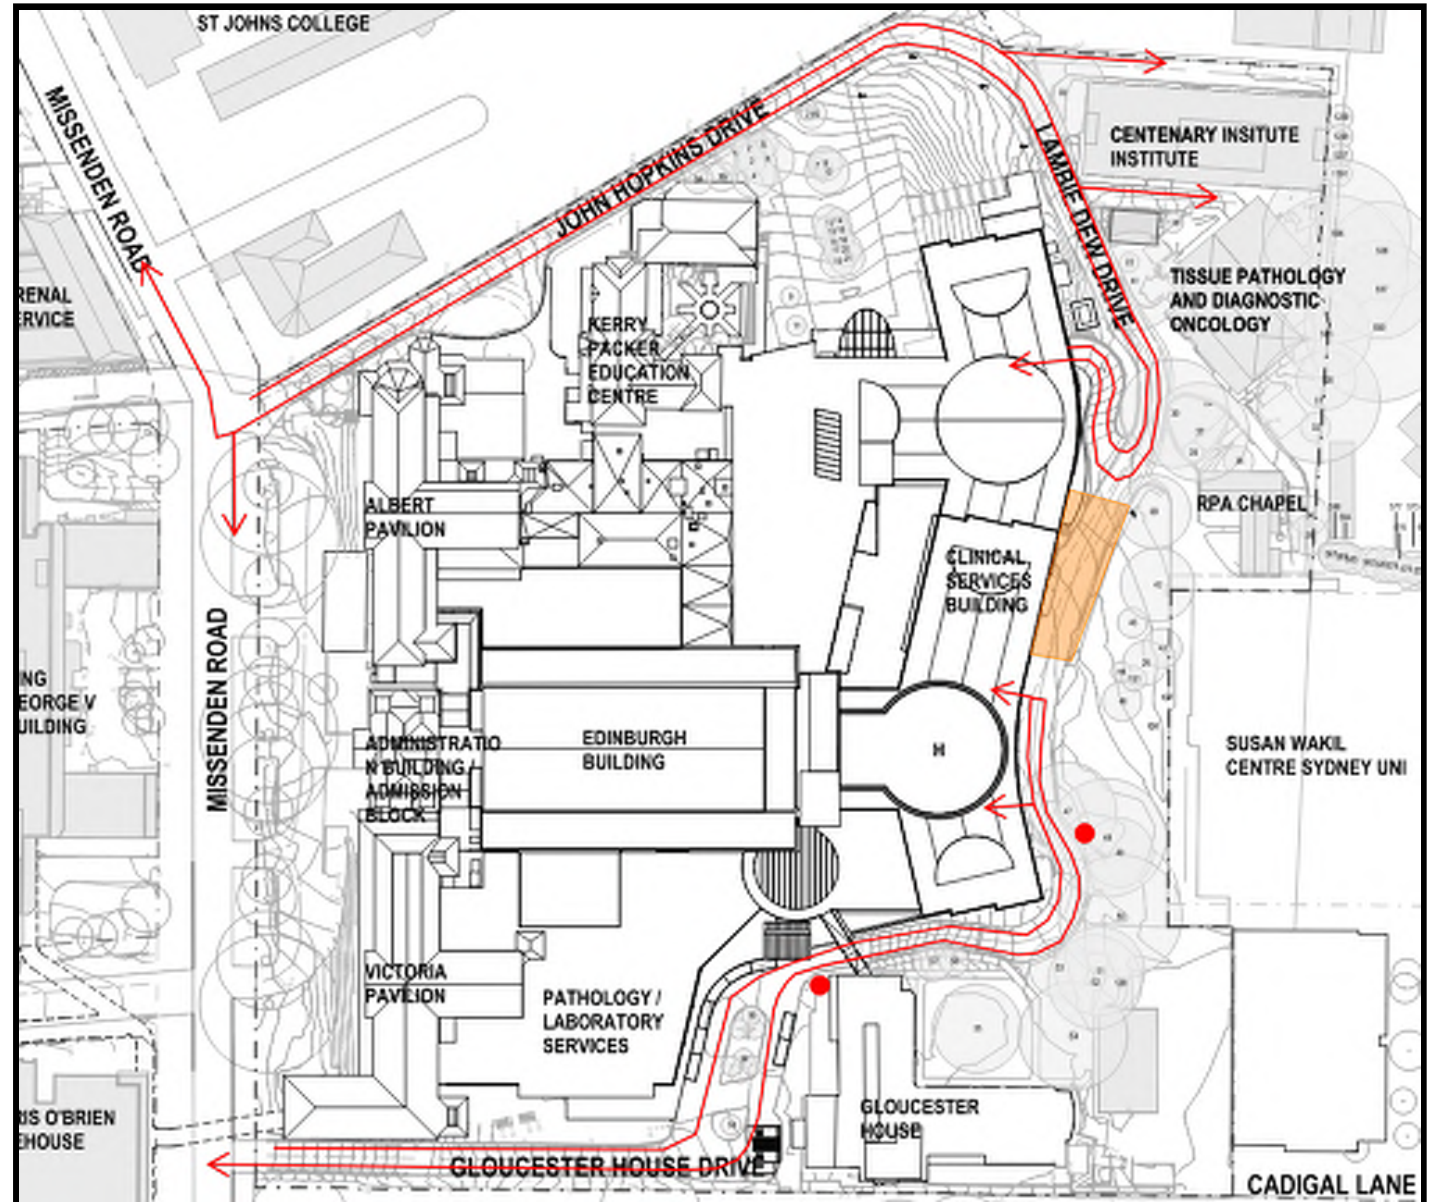 ST JOHNS COLLEGE
MISSENDEN ROAD
JOHN HOPKINS DRIVE
LAMBIE DEW DRIVE
CENTENARY INSITUTE
INSTITUTE
TISSUE PATHOLOGY
AND DIAGNOSTIC
ONCOLOGY
RENAL
ERVICE
KERRY
PACKER
EDUCATION
CENTRE
ALBERT
PAVILION
RPA CHAPEL
CLINICAL
SERVICES
BUILDING
MISSENDEN ROAD
NG
EORGE V
UILDING
ADMINISTRATIO
N BUILDING /
ADMISSION
BLOCK
EDINBURGH
BUILDING
H
SUSAN WAKIL
CENTRE SYDNEY UNI
VICTORIA
PAVILION
PATHOLOGY /
LABORATORY
SERVICES
IS O'BRIEN
EHOUSE
GLOUCESTER
HOUSE
GLOUCESTER HOUSE DRIVE
CADIGAL LANE